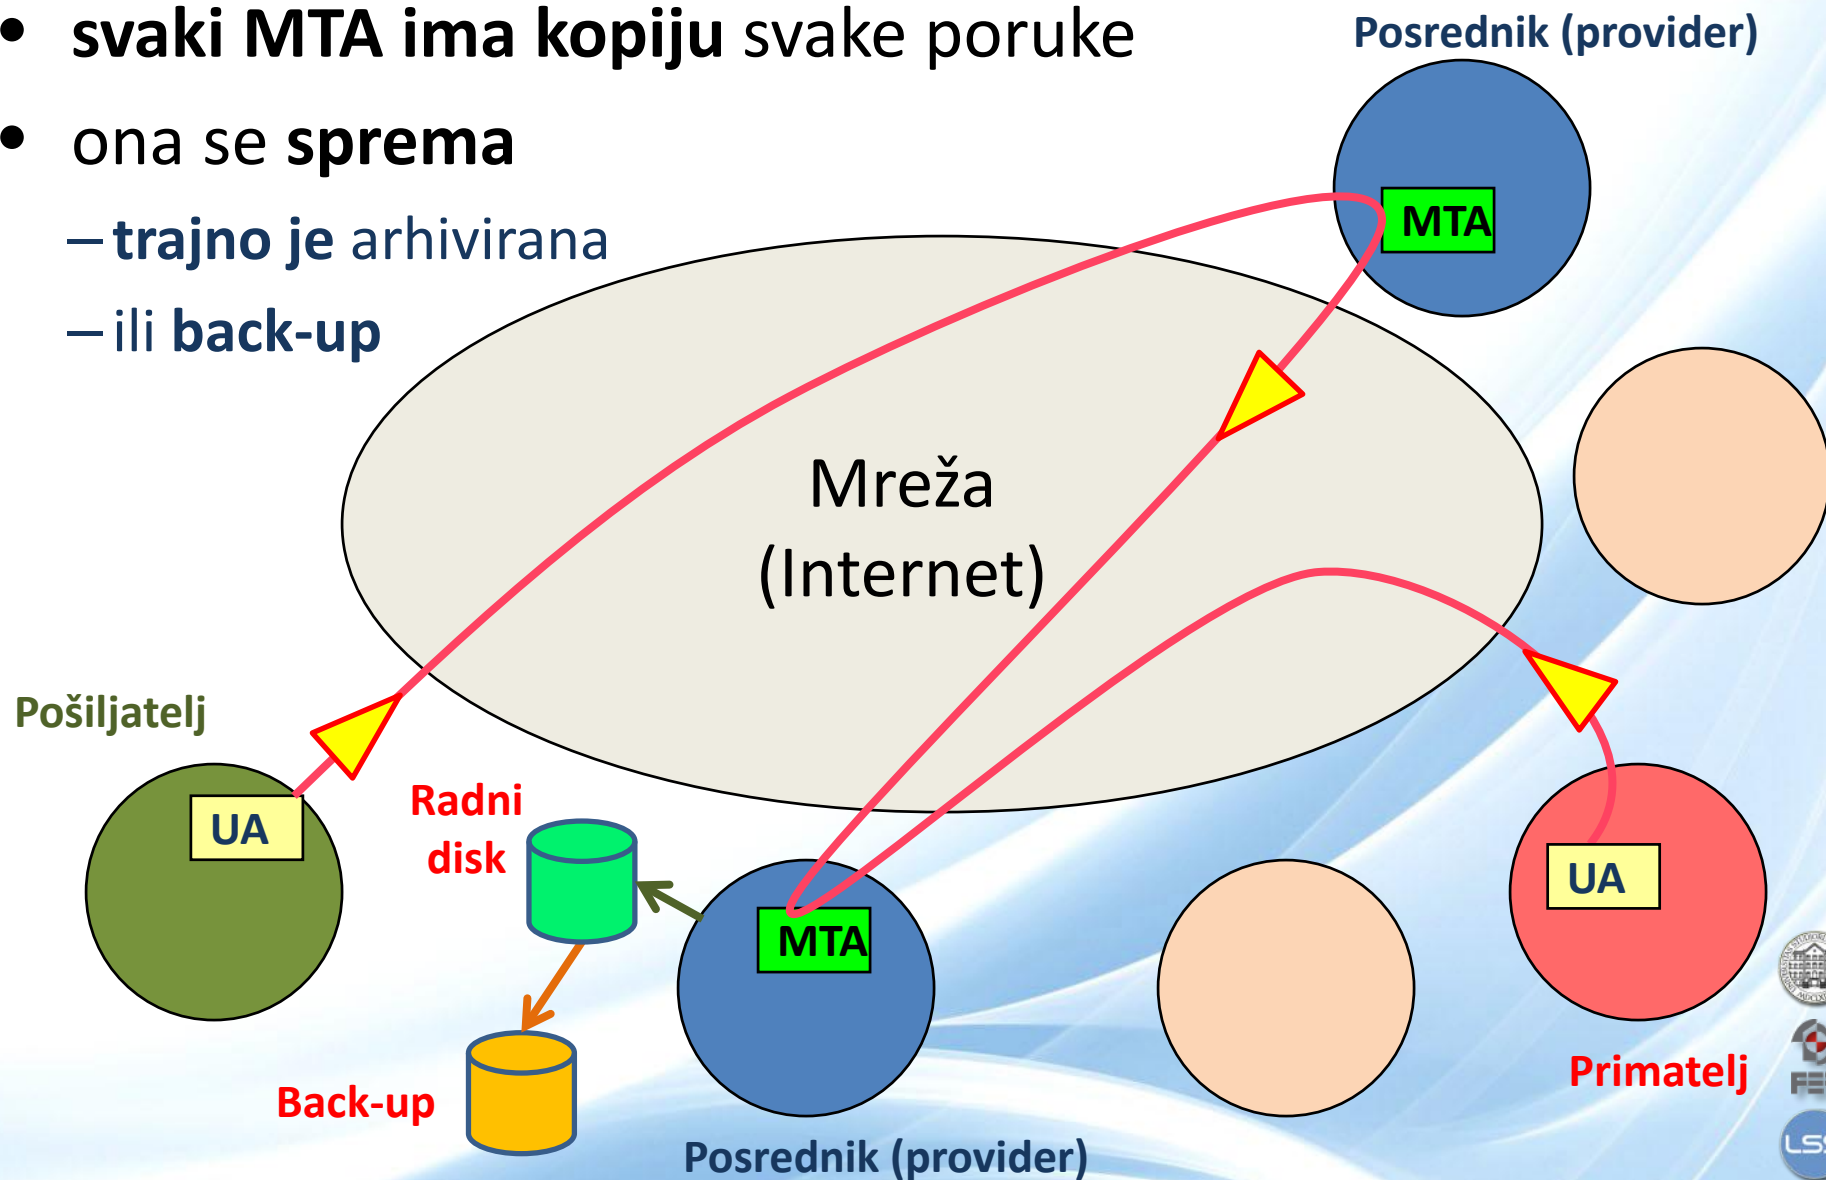 • svaki MTA ima kopiju svake poruke
• ona se sprema
– trajno je arhivirana
– ili back-up
Posrednik (provider)
MTA
Mreža
(Internet)
Pošiljatelj
UA
Radni
disk
MTA
UA
Back-up
Primatelj
Posrednik (provider)